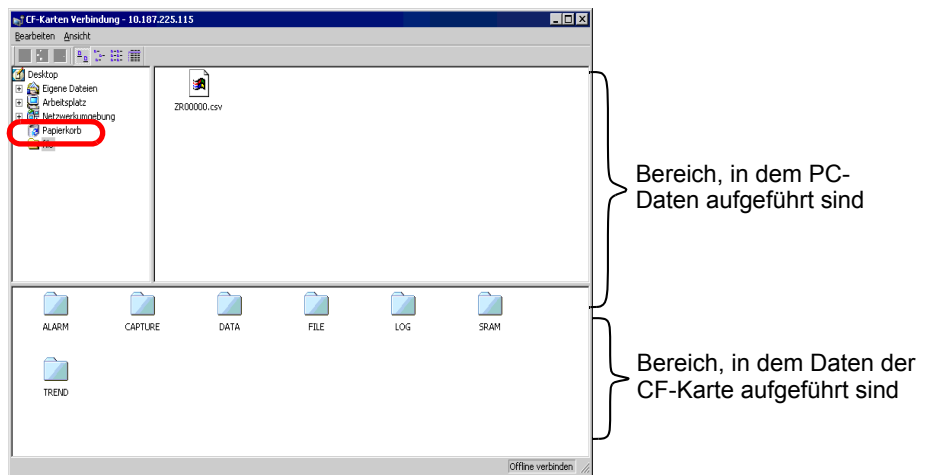 CF-Karten Verbindung - 10.187.225.115
Bearbeiten Ansicht
Desktop
Eigene Dateien
Arbeitsplatz
Netzwerkumgebung
Papierkorb
file
ZR00000.csv
Bereich, in dem PC-
Daten aufgeführt sind
ALARM CAPTURE DATA FILE LOG SRAM
TREND
Bereich, in dem Daten der
CF-Karte aufgeführt sind
Offline verbinden